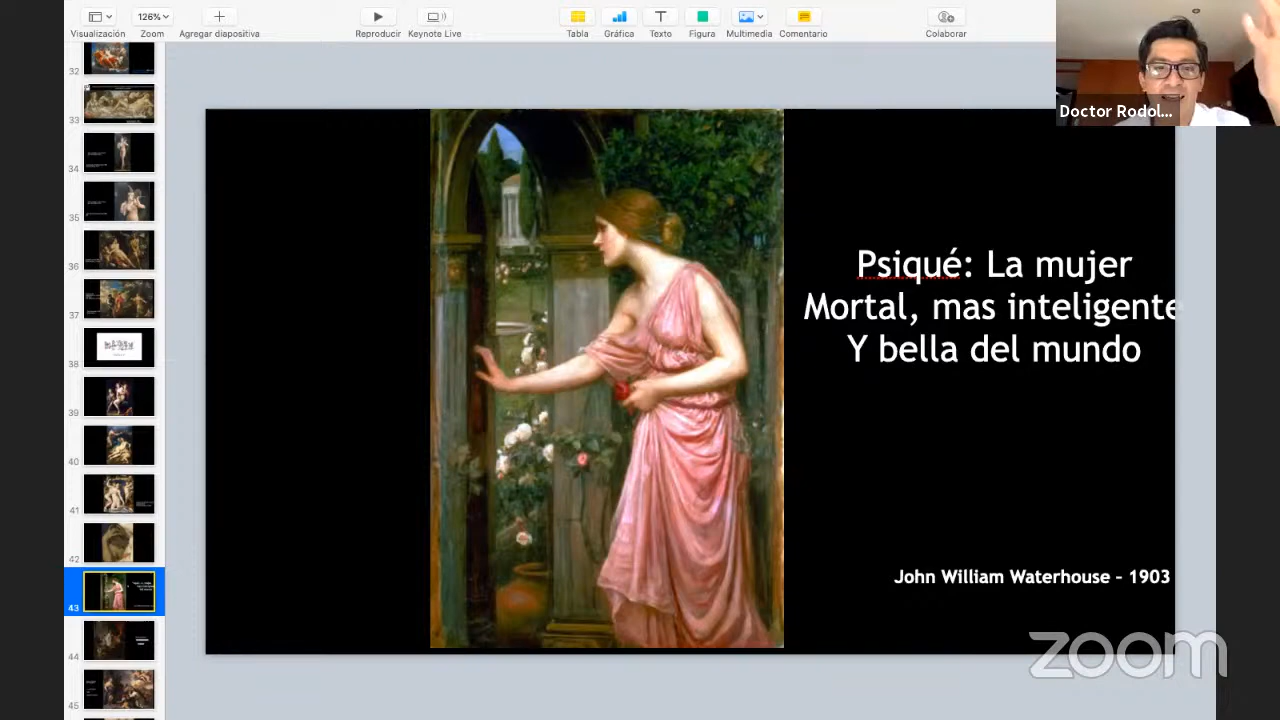 126%
Visualización
Zoom
Agregar diapositiva
Reproducir
Keynote Live
Tabla
Gráfica
Texto
Figura
Multimedia
Comentario
Colaborar
Doctor Rodol...
32
33
34
35
36
37
38
39
40
41
42
43
44
45
Psiqué: La mujer
Mortal, mas inteligente
Y bella del mundo
John William Waterhouse – 1903
zoom